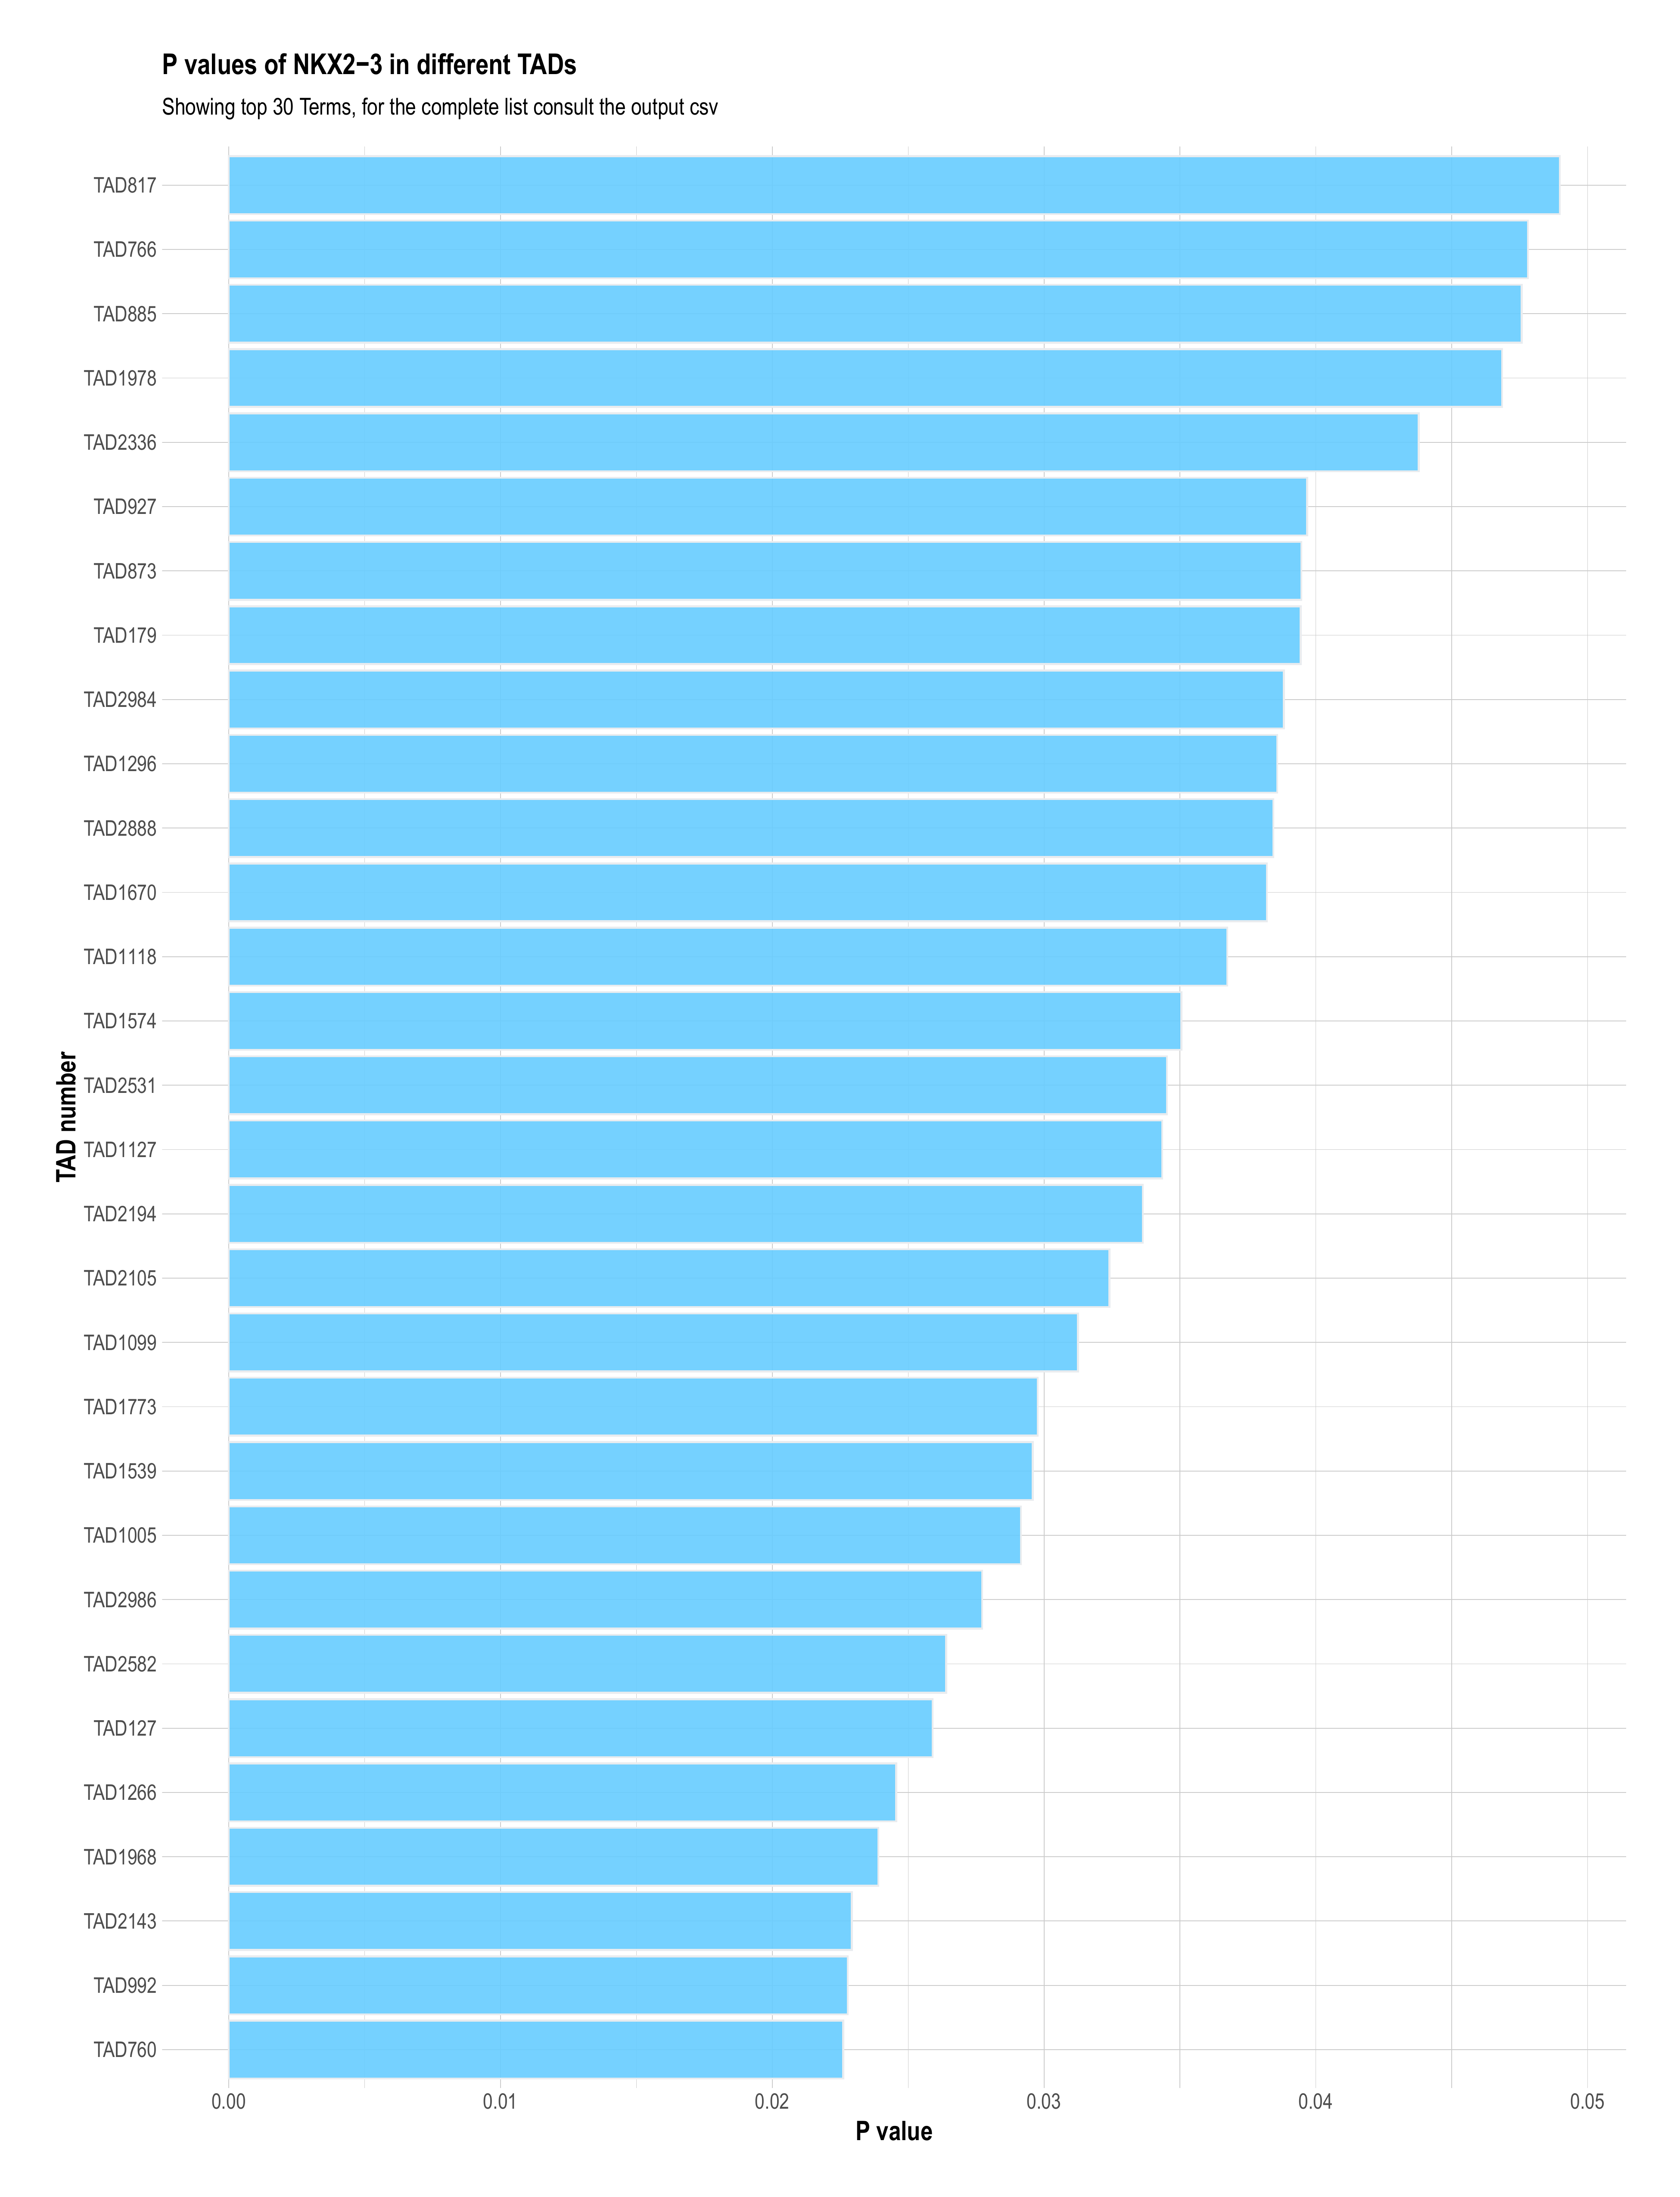 P values of NKX2−3 in different TADs
Showing top 30 Terms, for the complete list consult the output csv
TAD817
TAD766
TAD885
TAD1978
TAD2336
TAD927
TAD873
TAD179
TAD2984
TAD1296
TAD2888
TAD1670
TAD1118
TAD1574
TAD2531
TAD1127
TAD2194
TAD2105
TAD1099
TAD1773
TAD1539
TAD1005
TAD2986
TAD2582
TAD127
TAD1266
TAD1968
TAD2143
TAD992
TAD760
TAD number
0.00 0.01 0.02 0.03 0.04 0.05
P value